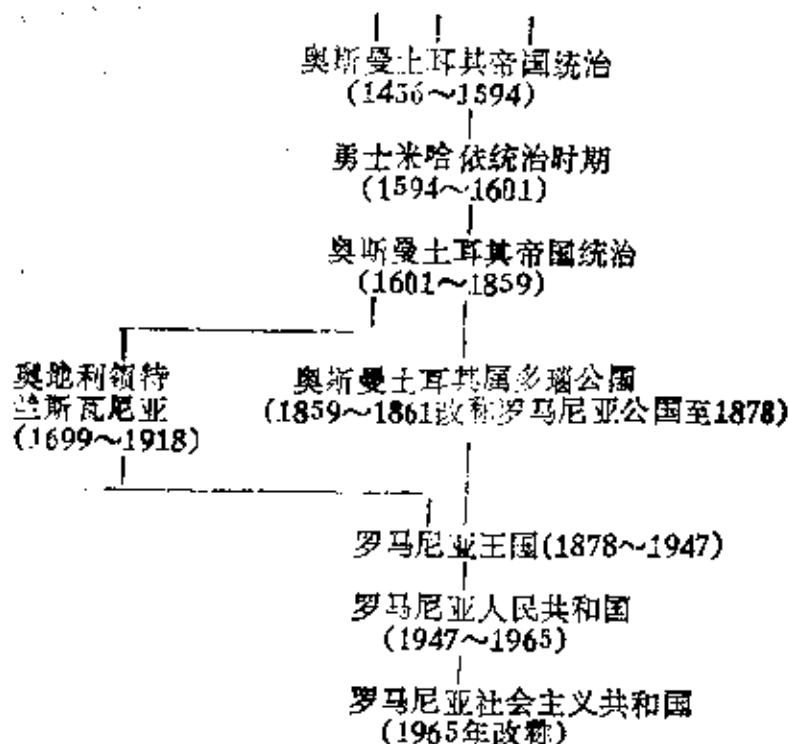 奥斯曼土耳其帝国统治
(1456～1594)
勇士米哈依统治时期
(1594～1601)
奥斯曼土耳其帝国统治
(1601～1859)
奥地利领特
兰斯瓦尼亚
(1699～1918)
奥斯曼土耳其属多瑙公国
(1859～1861改称罗马尼亚公国至1878)
罗马尼亚王国(1878～1947)
罗马尼亚人民共和国
(1947～1965)
罗马尼亚社会主义共和国
(1965年改称)